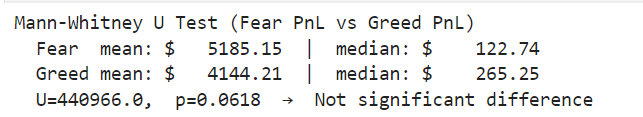 Mann-Whitney U Test (Fear PnL vs Greed PnL)
Fear  mean: $   5185.15  |  median: $    122.74
Greed mean: $   4144.21  |  median: $    265.25
U=440966.0,  p=0.0618  →  Not significant difference